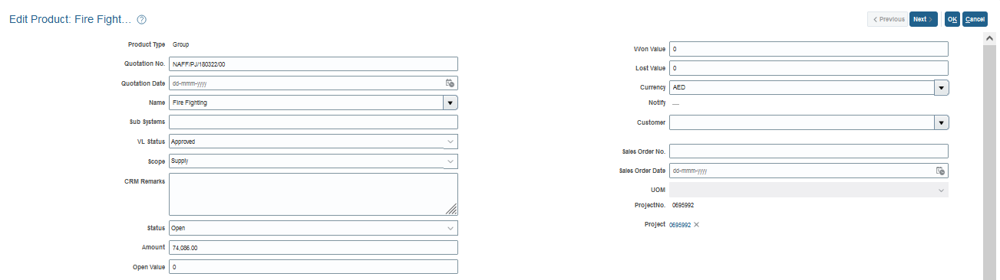 Edit Product: Fire Fight... ?
< Previous Next > OK Cancel
Product Type Group
Quotation No. NAFF/PJ/180322/00
Quotation Date dd-mmm-yyyy
Name Fire Fighting
Sub Systems
VL Status Approved
Scope Supply
CRM Remarks
Status Open
Amount 74,086.00
Open Value 0
Won Value 0
Lost Value 0
Currency AED
Notify —
Customer
Sales Order No.
Sales Order Date dd-mmm-yyyy
UOM
ProjectNo. 0695992
Project 0695992 ×